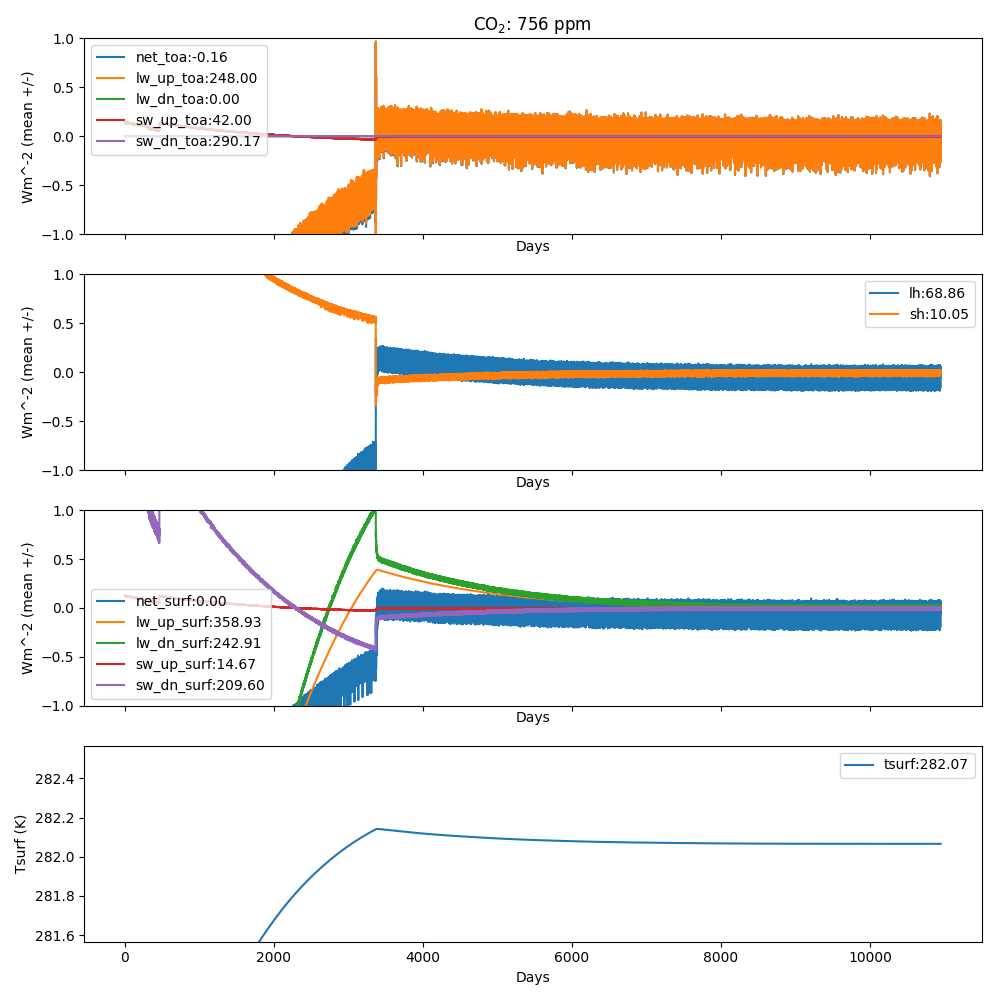 CO₂: 756 ppm
1.0
0.5
0.0
−0.5
−1.0
Wm^-2 (mean +/-)
net_toa:-0.16
lw_up_toa:248.00
lw_dn_toa:0.00
sw_up_toa:42.00
sw_dn_toa:290.17
Days
1.0
0.5
0.0
−0.5
−1.0
Wm^-2 (mean +/-)
lh:68.86
sh:10.05
Days
1.0
0.5
0.0
−0.5
−1.0
Wm^-2 (mean +/-)
net_surf:0.00
lw_up_surf:358.93
lw_dn_surf:242.91
sw_up_surf:14.67
sw_dn_surf:209.60
Days
282.4
282.2
282.0
281.8
281.6
Tsurf (K)
tsurf:282.07
0 2000 4000 6000 8000 10000
Days